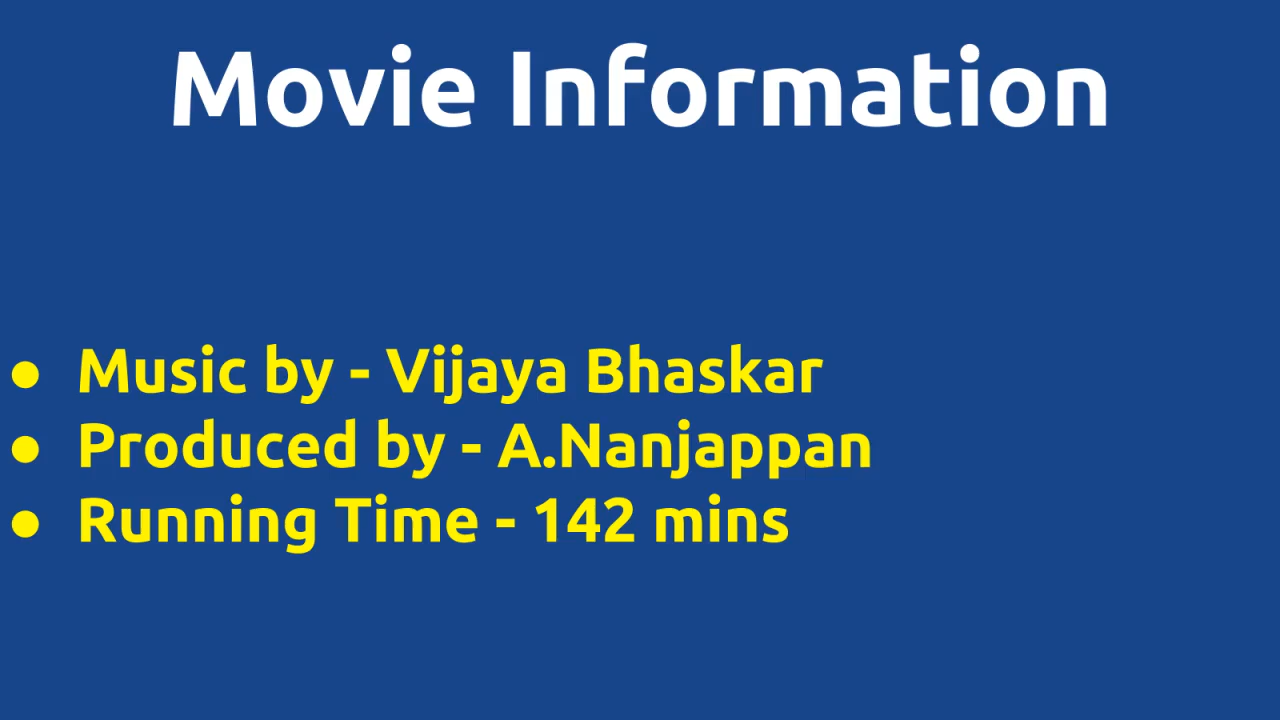 Movie Information
● Music by - Vijaya Bhaskar
● Produced by - A.Nanjappan
● Running Time - 142 mins